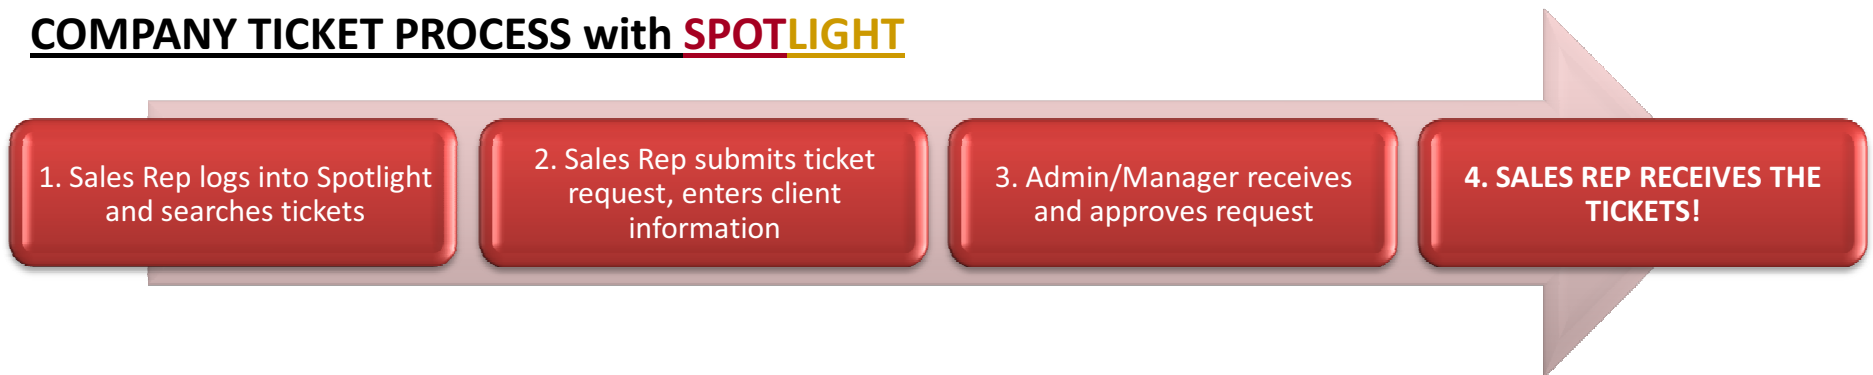 COMPANY TICKET PROCESS with SPOTLIGHT
1. Sales Rep logs into Spotlight
and searches tickets
2. Sales Rep submits ticket
request, enters client
information
3. Admin/Manager receives
and approves request
4. SALES REP RECEIVES THE
TICKETS!